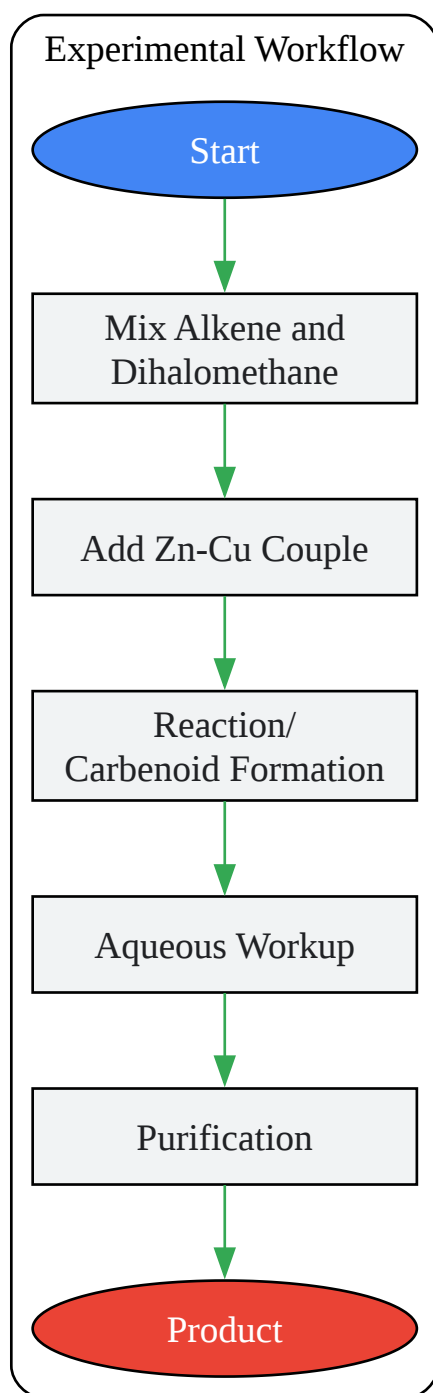 Experimental Workflow
Start
Mix Alkene and
Dihalomethane
Add Zn-Cu Couple
Reaction/
Carbenoid Formation
Aqueous Workup
Purification
Product